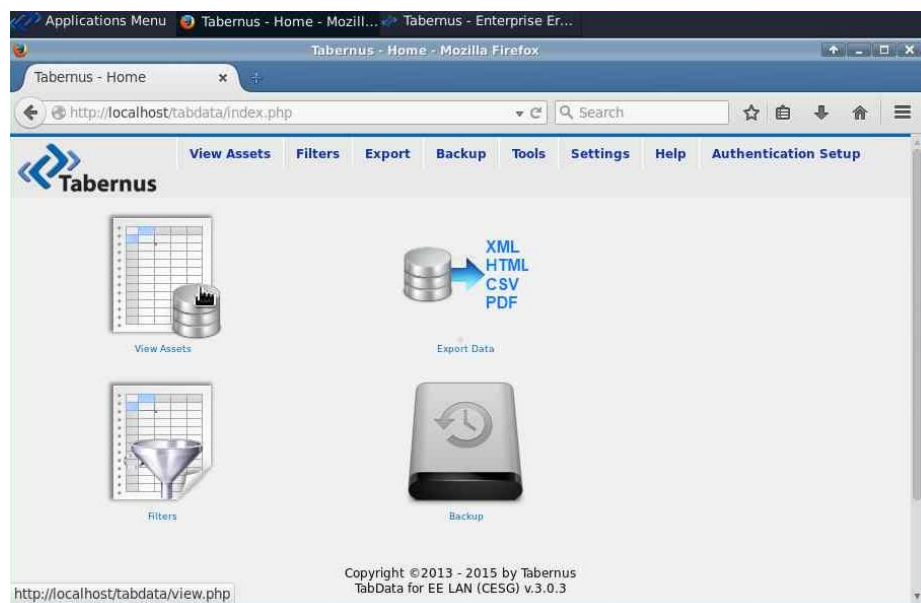 Applications Menu Tabernus - Home - Mozill... Tabernus - Enterprise Er...
Tabernus - Home - Mozilla Firefox
Tabernus - Home
http://localhost/tabdata/index.php Search
Tabernus
View Assets Filters Export Backup Tools Settings Help Authentication Setup
XML
HTML
CSV
PDF
View Assets Export Data
Filters Backup
Copyright ©2013 - 2015 by Tabernus
TabData for EE LAN (CESG) v.3.0.3
http://localhost/tabdata/view.php